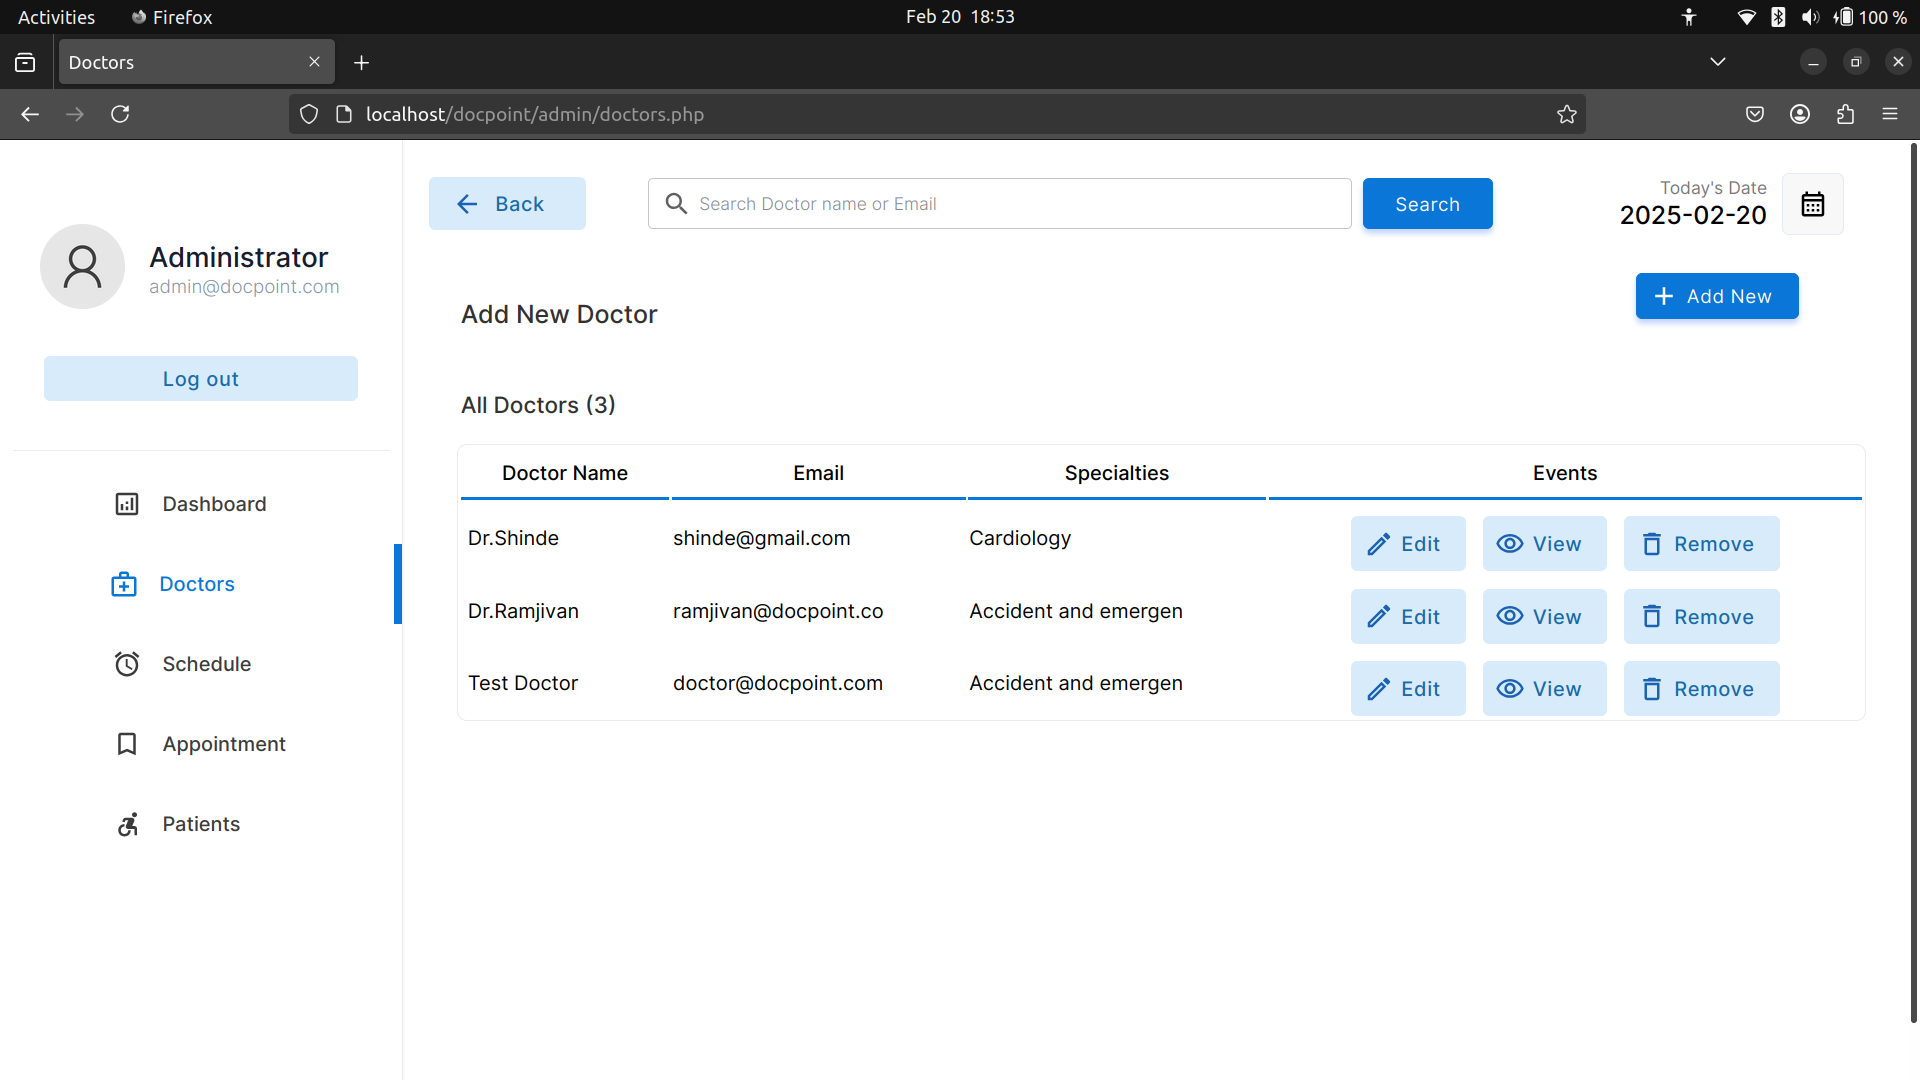 Activities Firefox Feb 20 18:53 100 %
Doctors
localhost/docpoint/admin/doctors.php
Administrator
admin@docpoint.com
Log out
Dashboard
Doctors
Schedule
Appointment
Patients
Back Search Doctor name or Email Search
Today's Date
2025-02-20
Add New Doctor
Add New
All Doctors (3)
Doctor Name Email Specialties Events
Dr.Shinde shinde@gmail.com Cardiology Edit View Remove
Dr.Ramjivan ramjivan@docpoint.co Accident and emergen Edit View Remove
Test Doctor doctor@docpoint.com Accident and emergen Edit View Remove